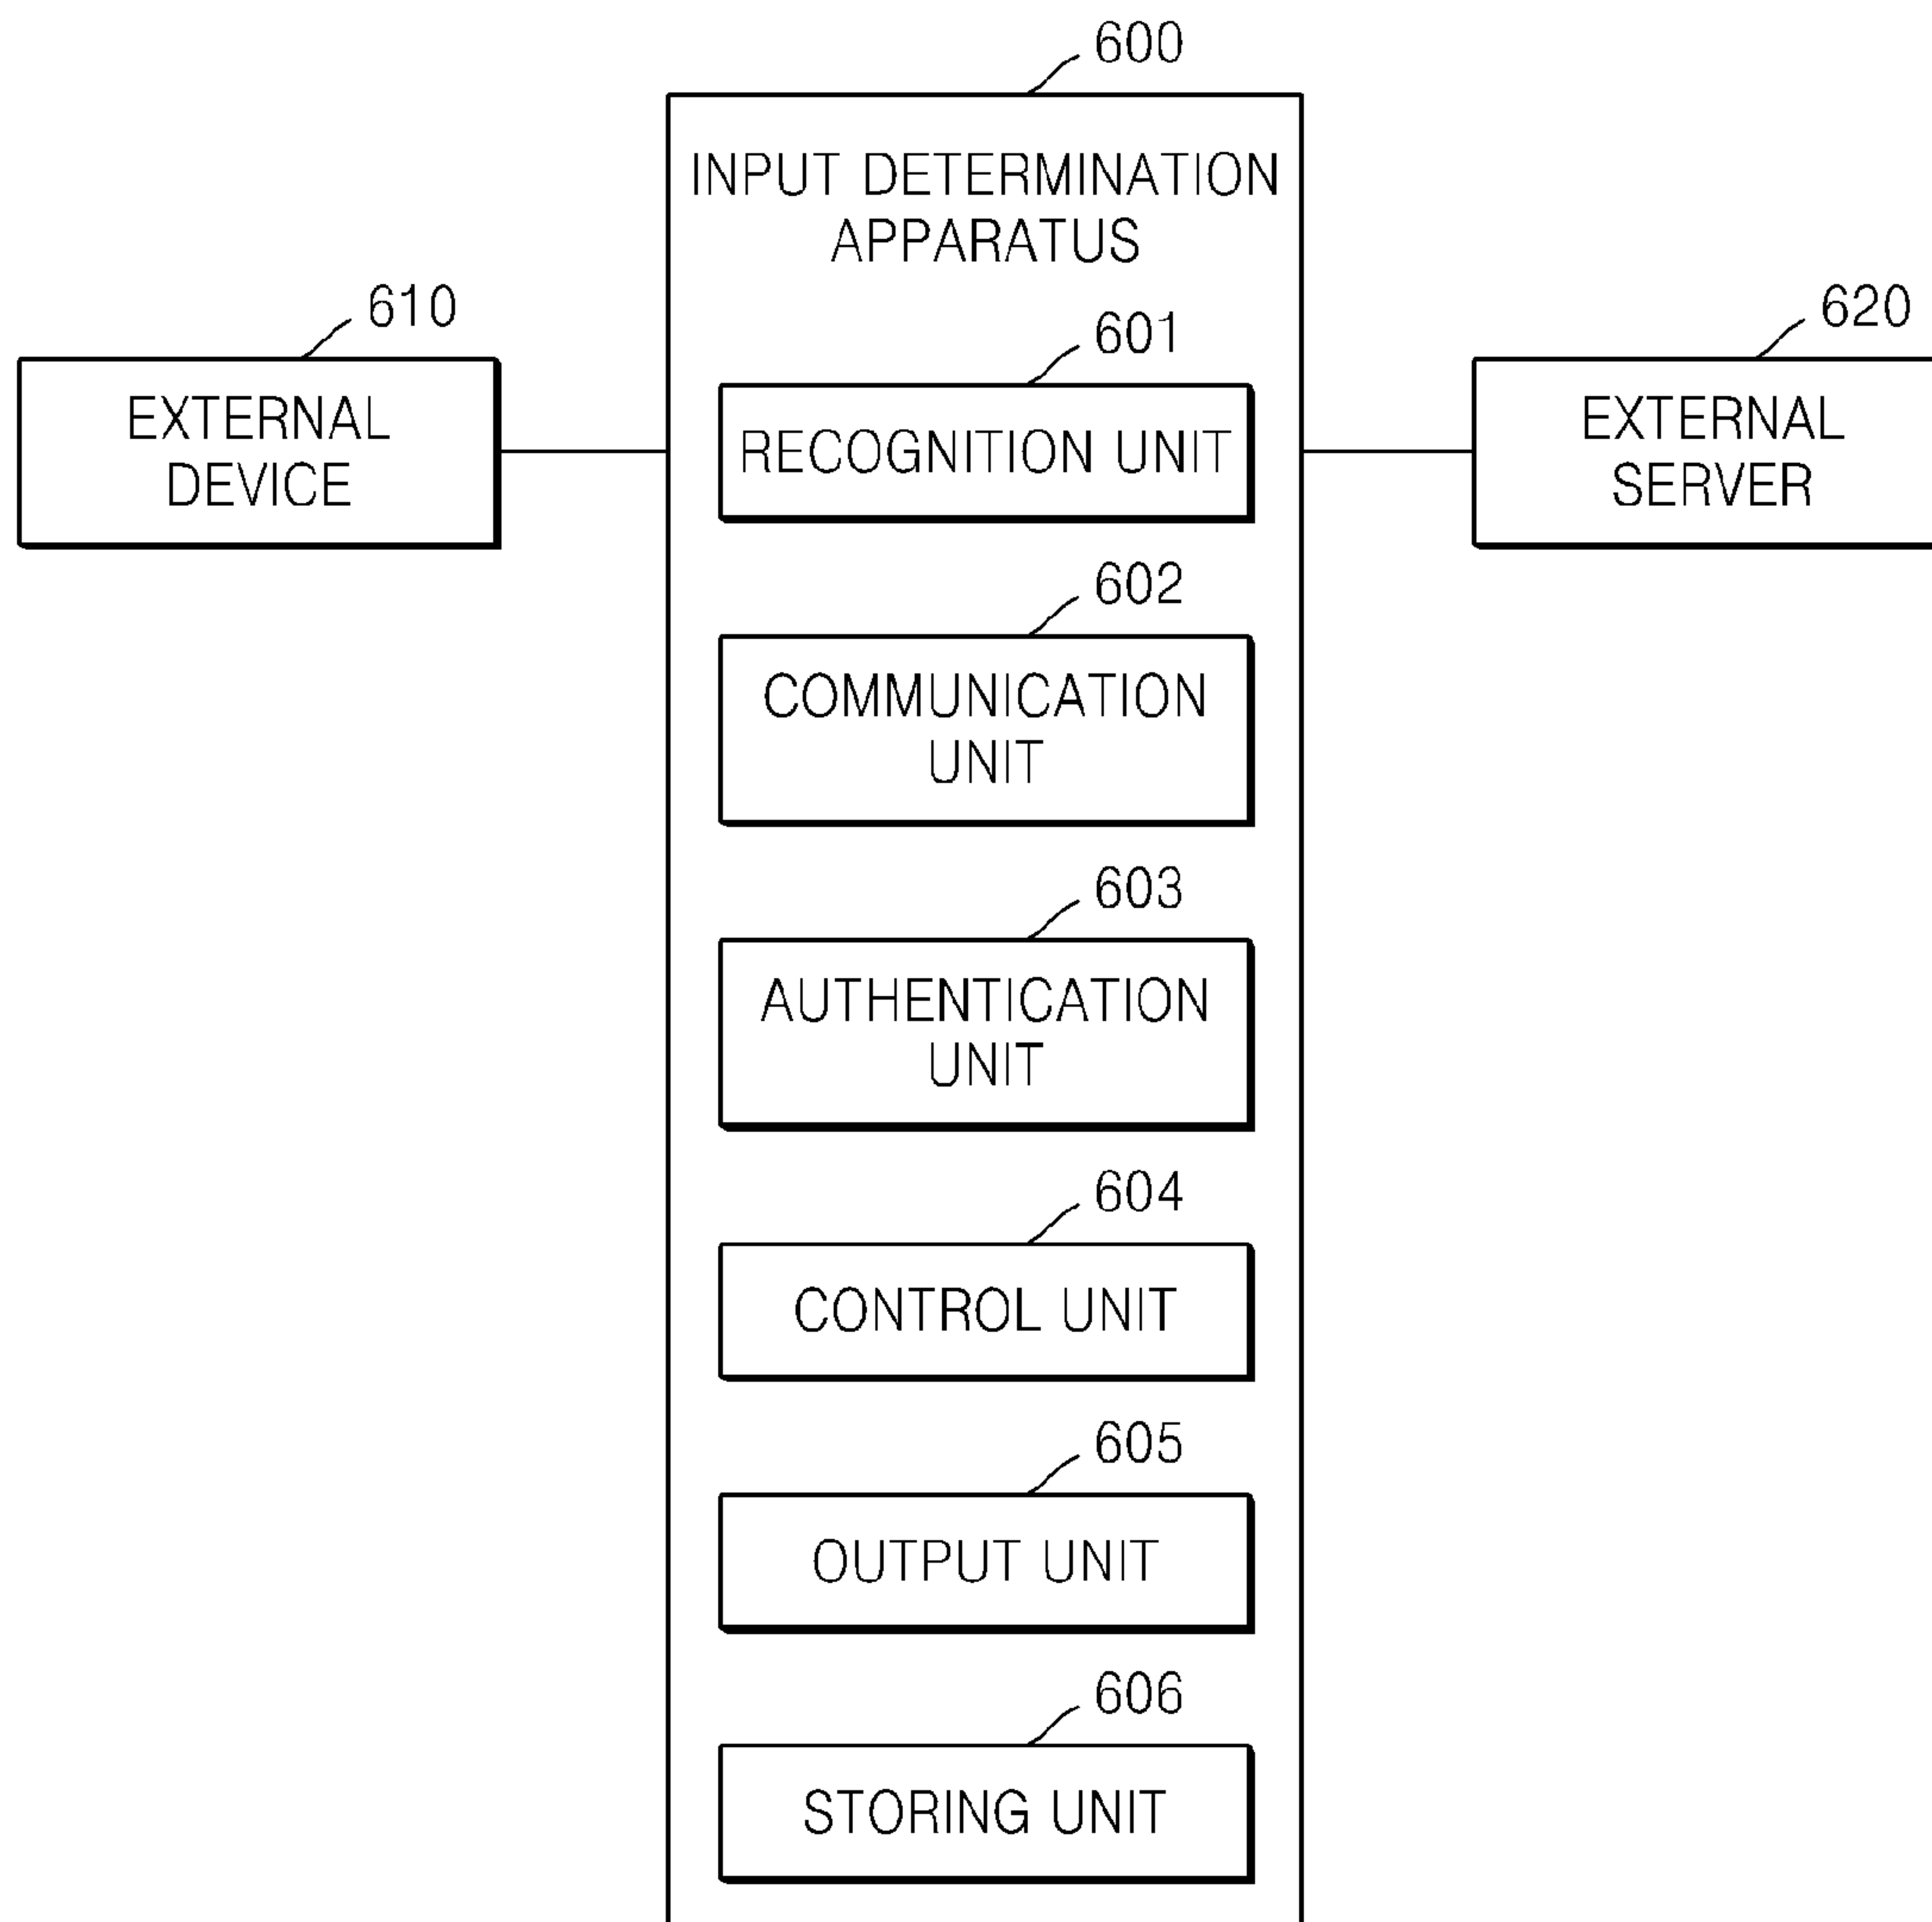 600
INPUT DETERMINATION
APPARATUS
610
EXTERNAL
DEVICE
601
RECOGNITION UNIT
620
EXTERNAL
SERVER
602
COMMUNICATION
UNIT
603
AUTHENTICATION
UNIT
604
CONTROL UNIT
605
OUTPUT UNIT
606
STORING UNIT